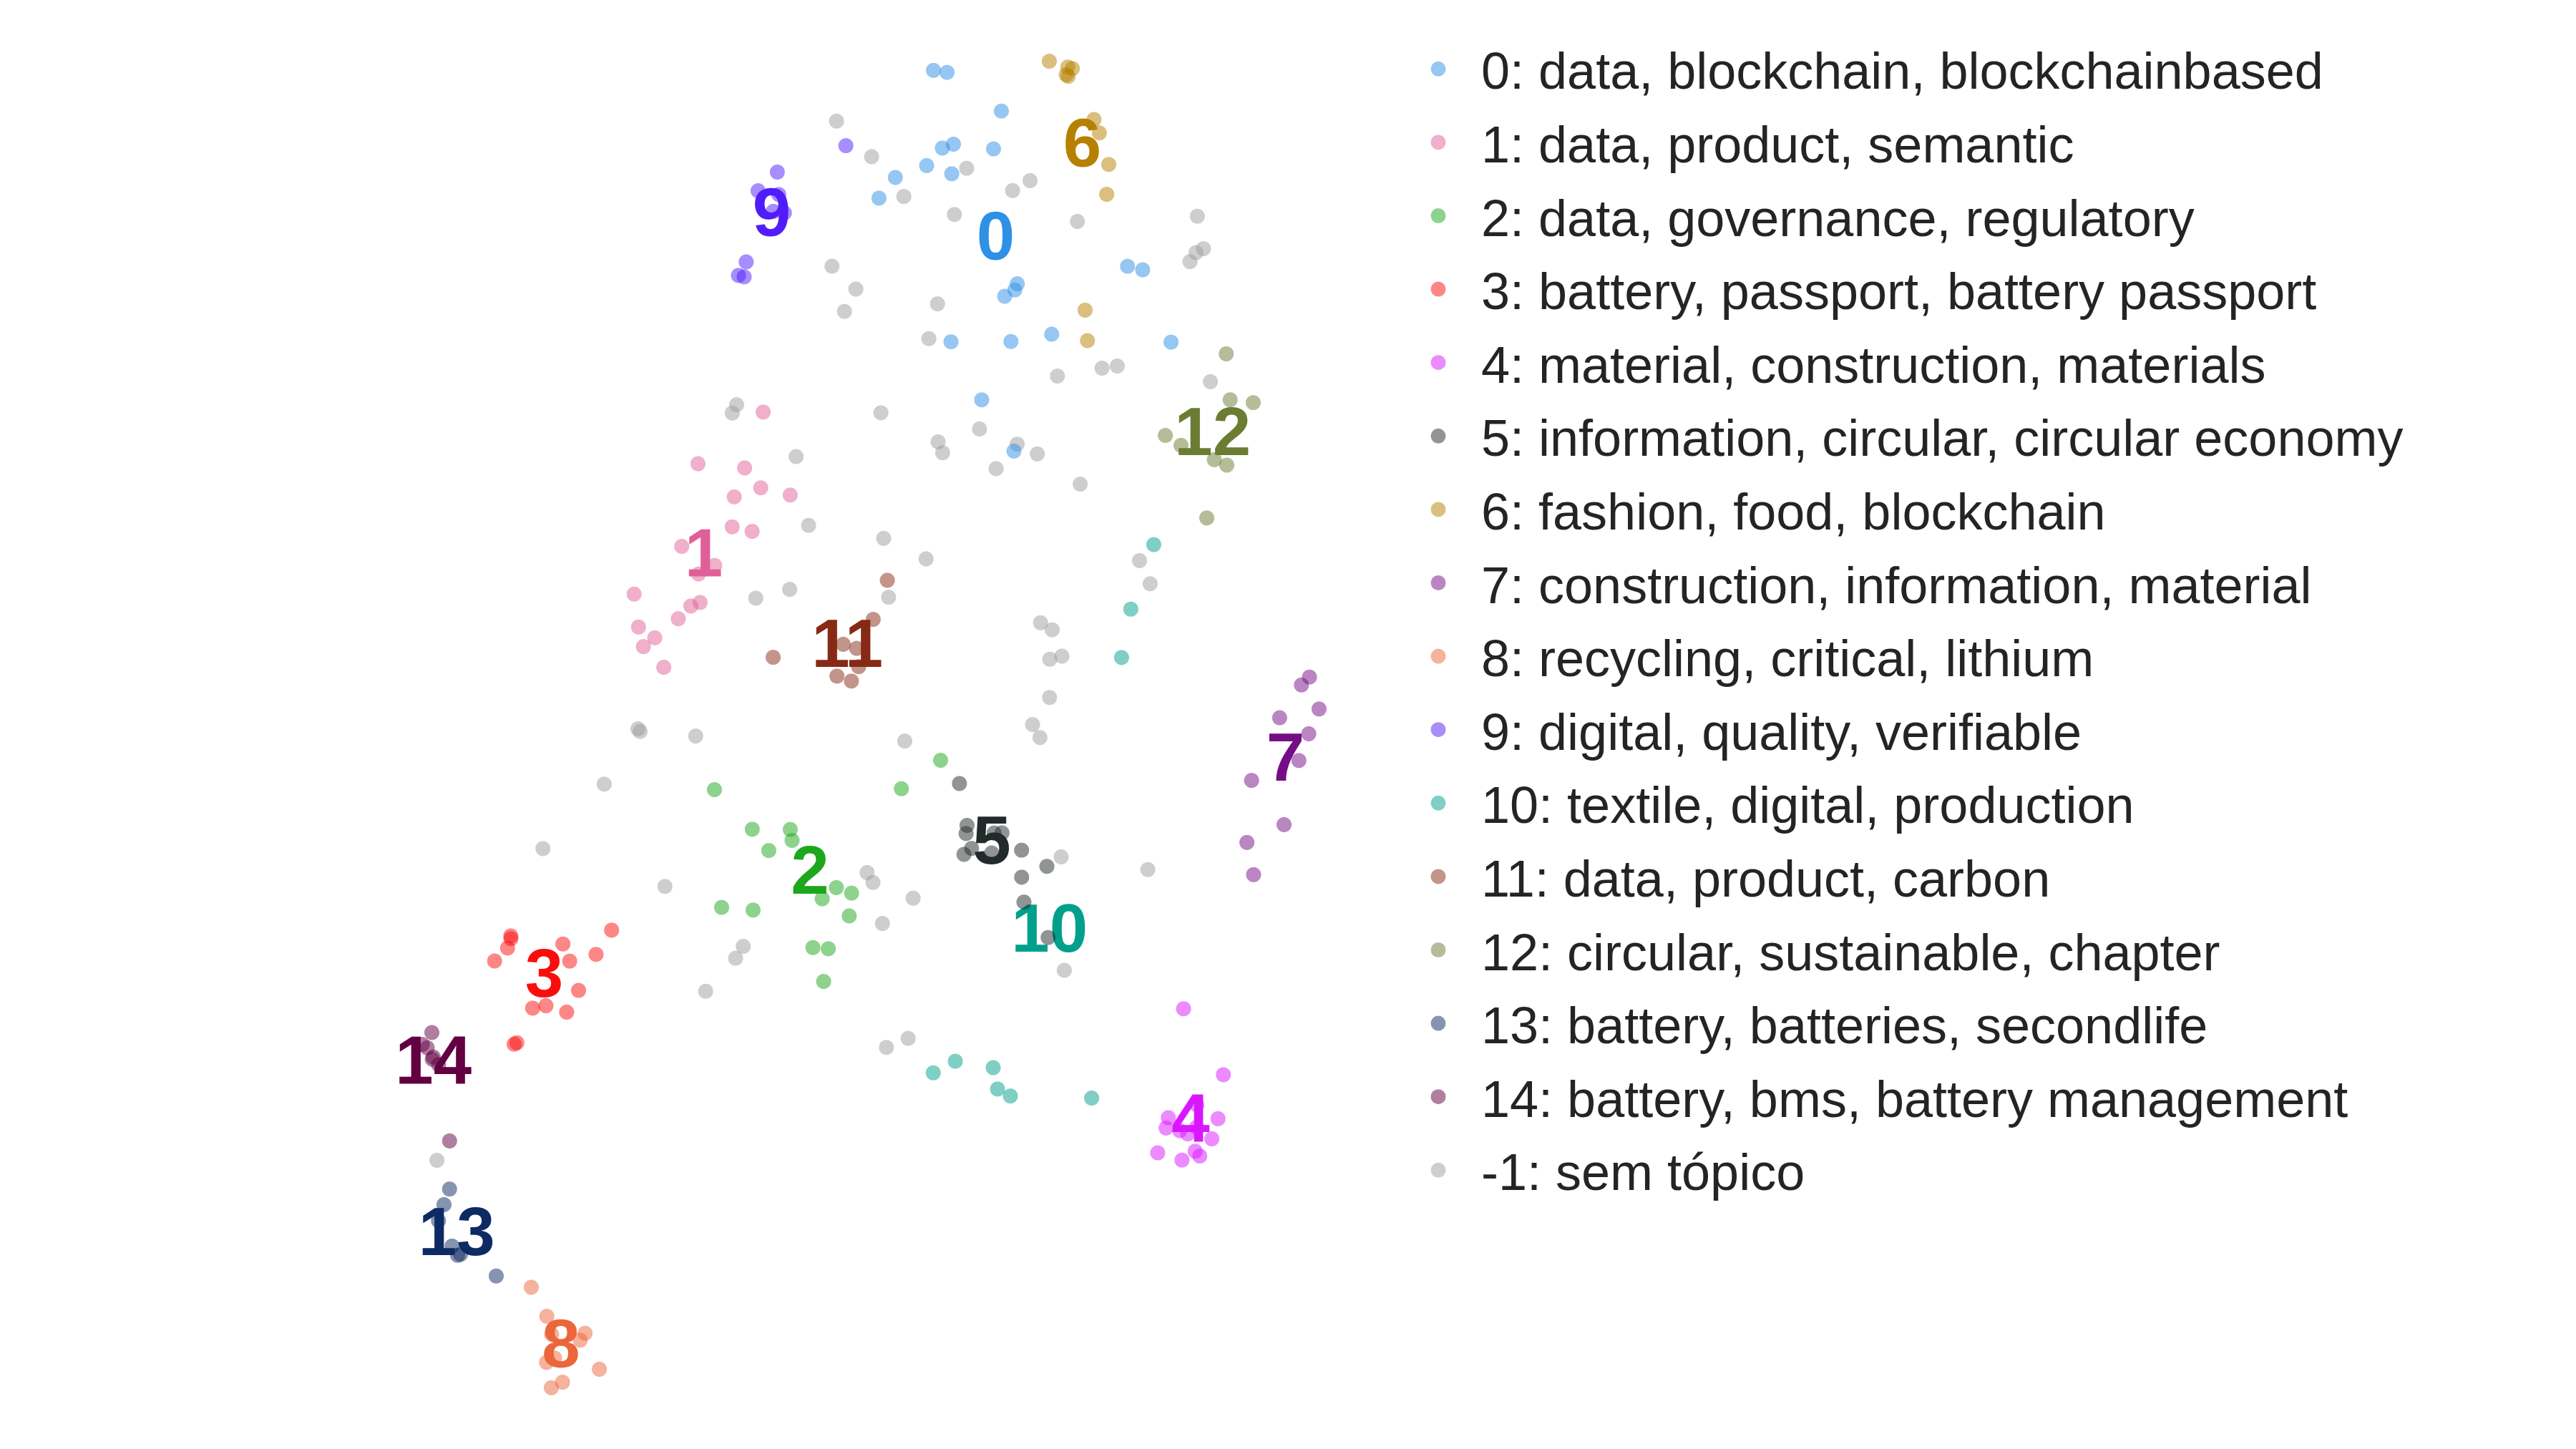 6
9
0
12
1
11
7
5
2
10
3
14
4
13
8
0: data, blockchain, blockchainbased
1: data, product, semantic
2: data, governance, regulatory
3: battery, passport, battery passport
4: material, construction, materials
5: information, circular, circular economy
6: fashion, food, blockchain
7: construction, information, material
8: recycling, critical, lithium
9: digital, quality, verifiable
10: textile, digital, production
11: data, product, carbon
12: circular, sustainable, chapter
13: battery, batteries, secondlife
14: battery, bms, battery management
-1: sem tópico